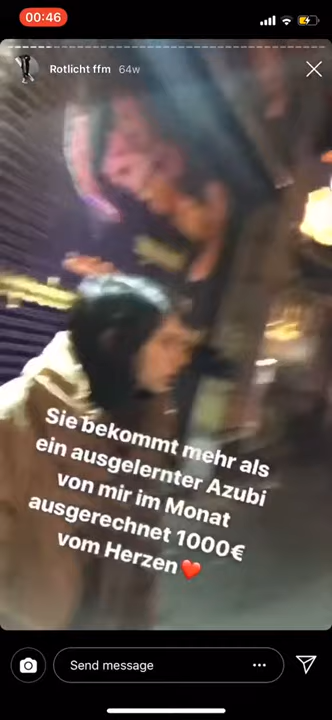 00:46
Rotlicht ffm 64w
Sie bekommt mehr als
ein ausgelernter Azubi
von mir im Monat
ausgerechnet 1000€
vom Herzen❤️
Send message